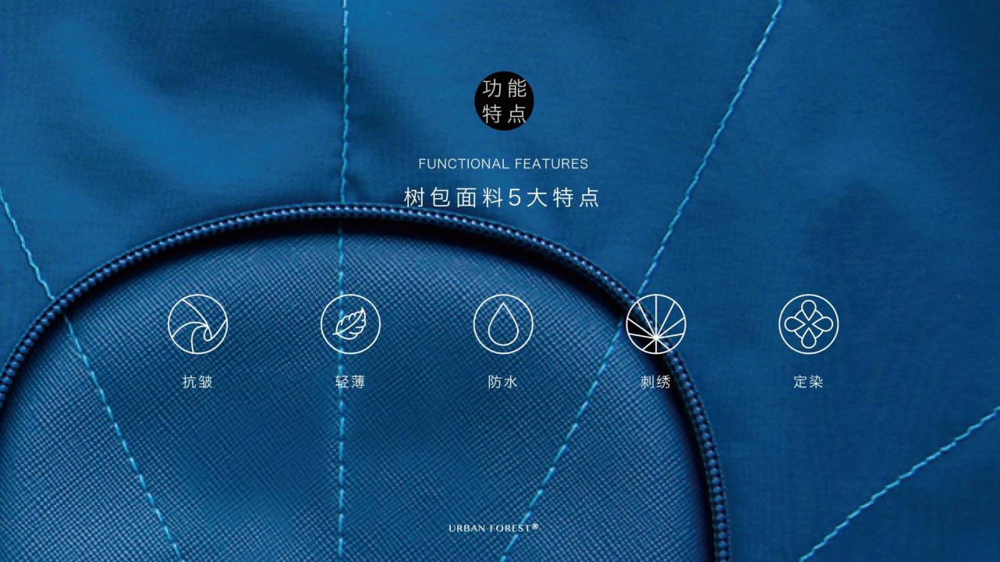 功能
特点
FUNCTIONAL FEATURES
树包面料5大特点
抗皱
轻薄
防水
刺绣
定染
URBAN FOREST®